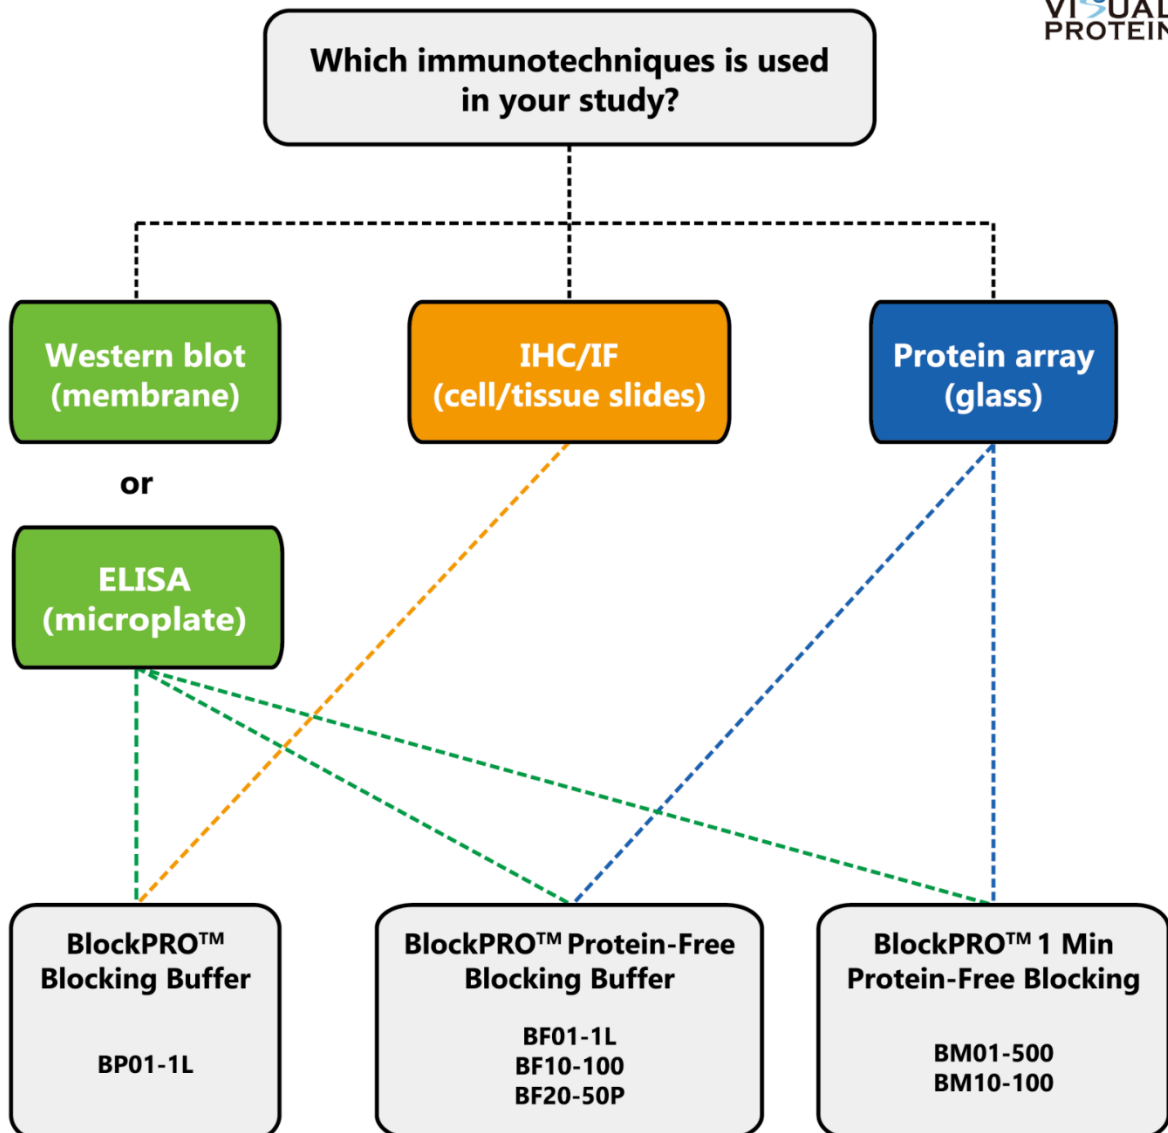 VISUAL
PROTEIN
Which immunotechniques is used
in your study?
Western blot
(membrane)
IHC/IF
(cell/tissue slides)
Protein array
(glass)
or
ELISA
(microplate)
BlockPRO™
Blocking Buffer
BP01-1L
BlockPRO™ Protein-Free
Blocking Buffer
BF01-1L
BF10-100
BF20-50P
BlockPRO™ 1 Min
Protein-Free Blocking
BM01-500
BM10-100